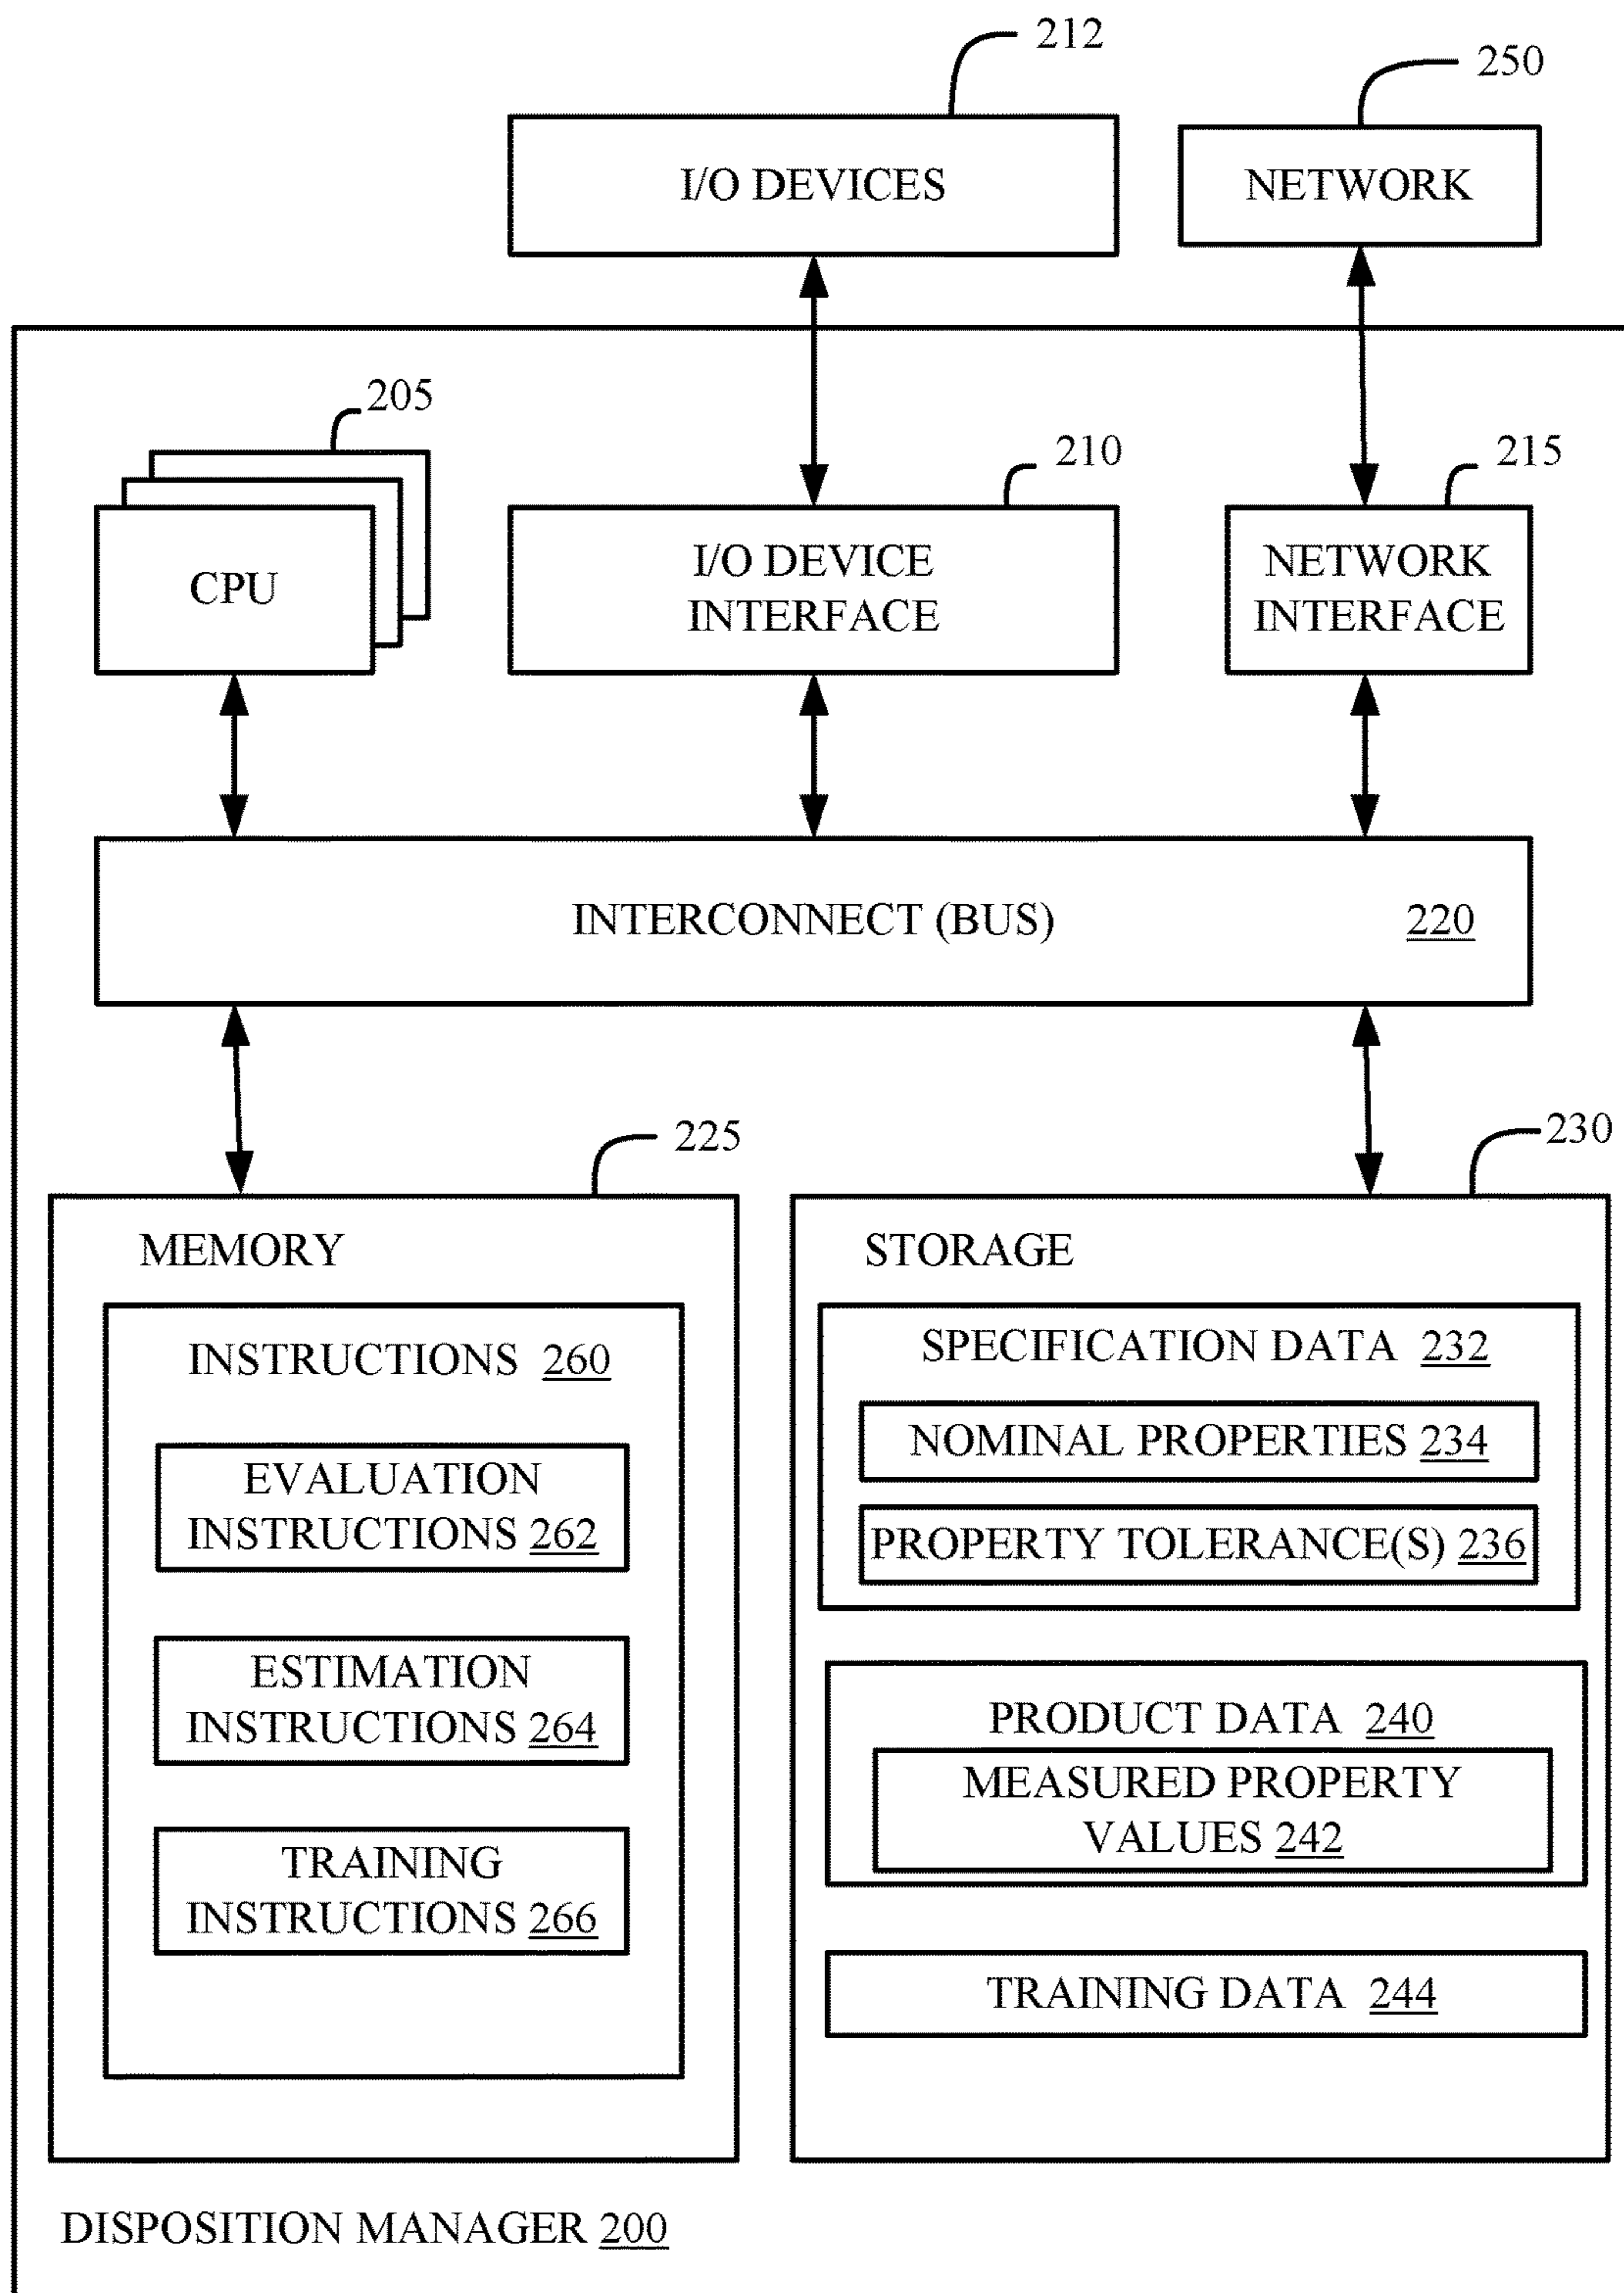 212
250
I/O DEVICES
NETWORK
205
210
215
CPU
I/O DEVICE
INTERFACE
NETWORK
INTERFACE
INTERCONNECT (BUS) 220
225
230
MEMORY
INSTRUCTIONS 260
EVALUATION
INSTRUCTIONS 262
ESTIMATION
INSTRUCTIONS 264
TRAINING
INSTRUCTIONS 266
STORAGE
SPECIFICATION DATA 232
NOMINAL PROPERTIES 234
PROPERTY TOLERANCE(S) 236
PRODUCT DATA 240
MEASURED PROPERTY
VALUES 242
TRAINING DATA 244
DISPOSITION MANAGER 200